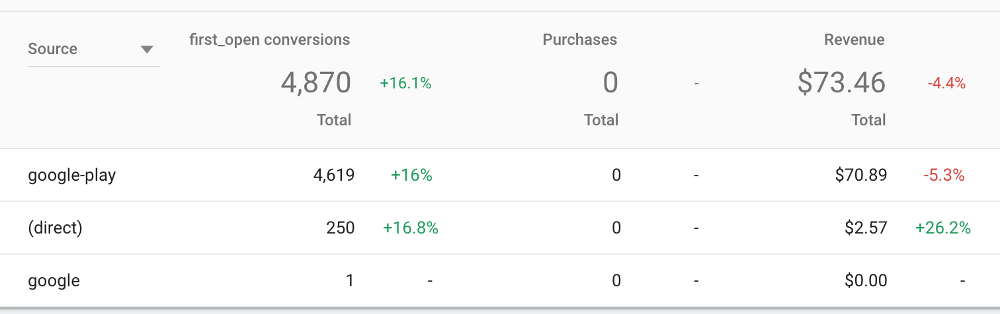 Source first_open conversions Purchases Revenue
4,870 +16.1% 0 - $73.46 -4.4%
Total Total Total
google-play 4,619 +16% 0 - $70.89 -5.3%
(direct) 250 +16.8% 0 - $2.57 +26.2%
google 1 - 0 - $0.00 -